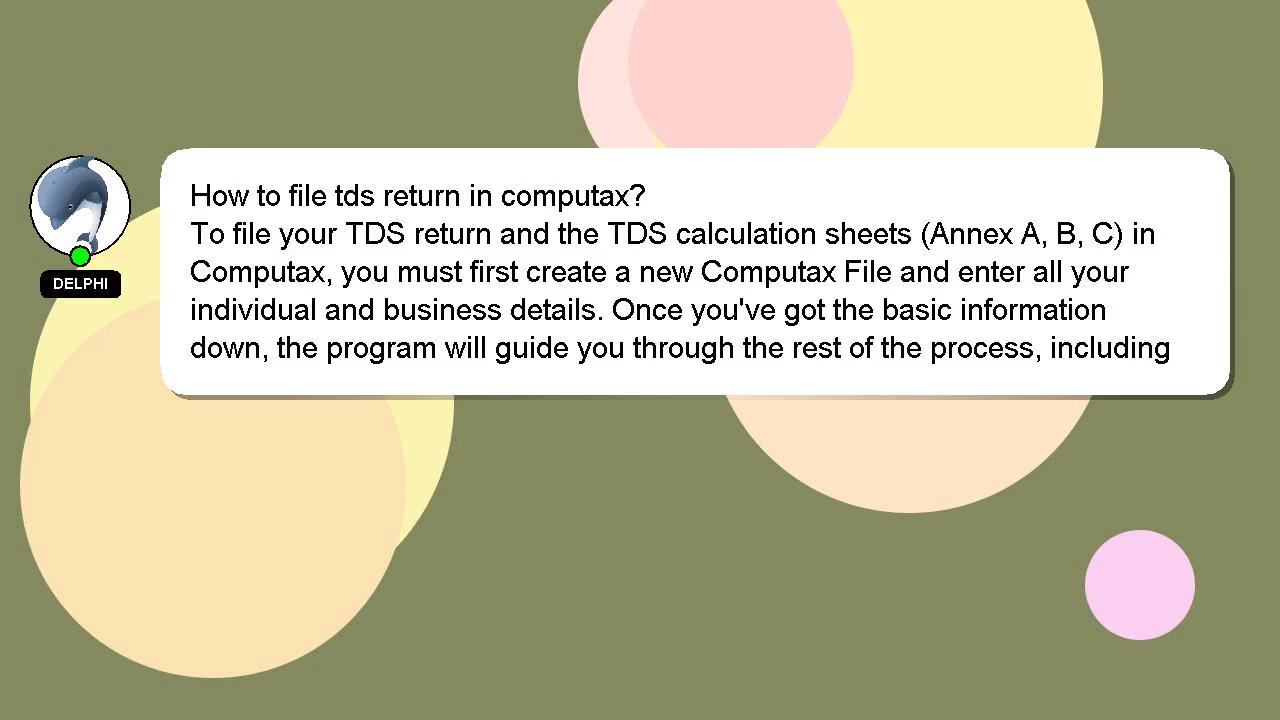 DELPHI
How to file tds return in computax?
To file your TDS return and the TDS calculation sheets (Annex A, B, C) in
Computax, you must first create a new Computax File and enter all your
individual and business details. Once you've got the basic information
down, the program will guide you through the rest of the process, including